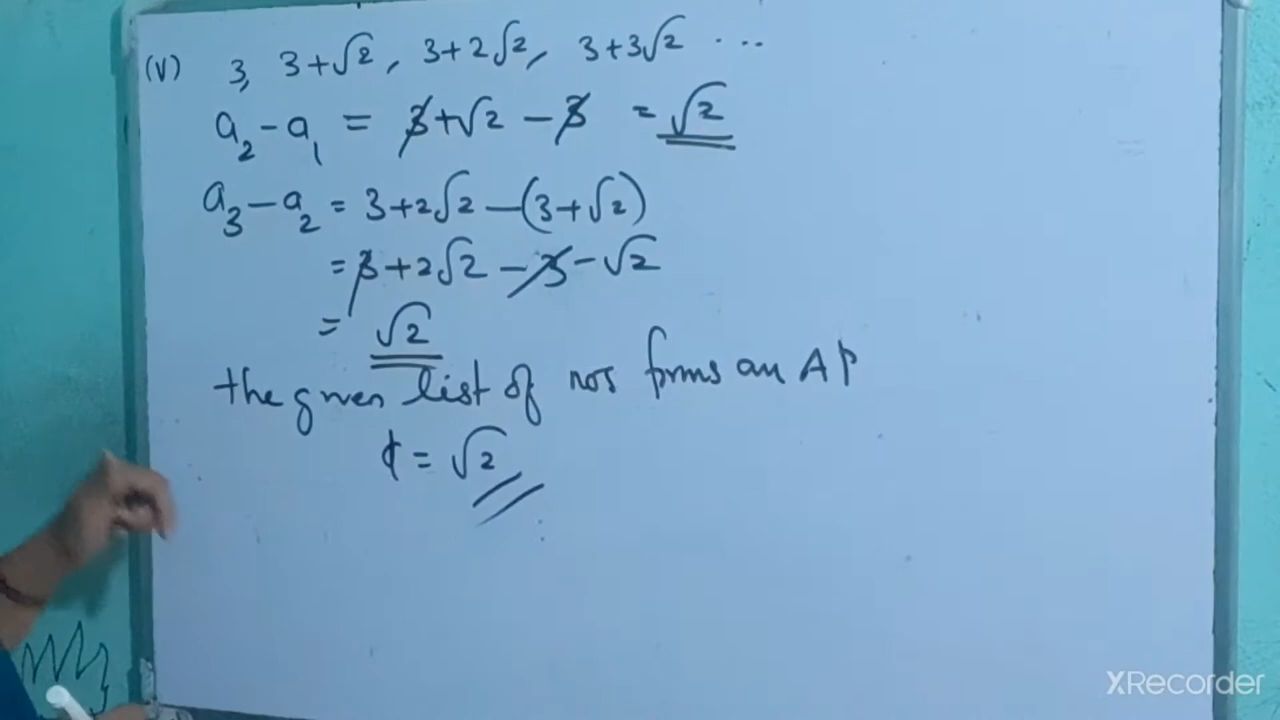 (V) 3, 3+√2, 3+2√2, 3+3√2 ...
a₂-a₁ = 3+√2 -3 = √2
a₃-a₂ = 3+2√2 -(3+√2)
= 3+2√2 -3-√2
= √2
the given list of nos forms an AP
d = √2
XRecorder